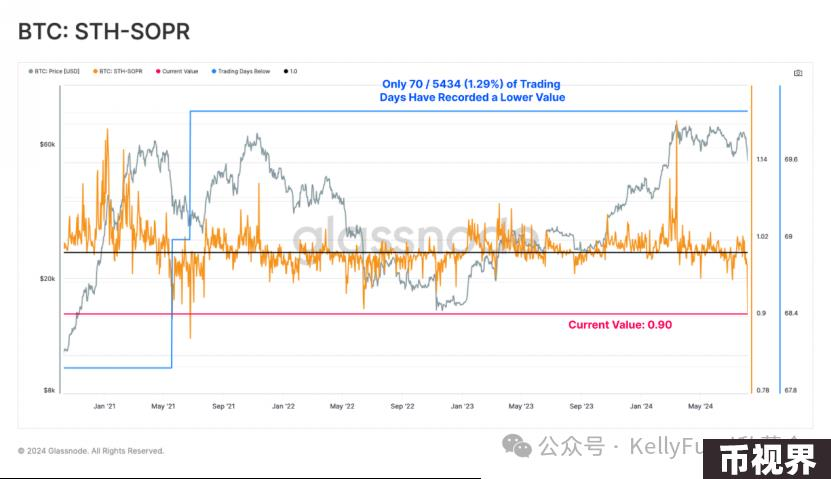 BTC: STH-SOPR
BTC: Price [USD] BTC: STH-SOPR Current Value Trading Days Below 1.0
Only 70 / 5434 (1.29%) of Trading
Days Have Recorded a Lower Value
$60k
$20k
$8k
1.14
1.02
0.9
0.78
69.6
69
68.4
67.8
glassnode
Current Value: 0.90
Jan '21 May '21 Sep '21 Jan '22 May '22 Sep '22 Jan '23 May '23 Sep '23 Jan '24 May '24
© 2024 Glassnode. All Rights Reserved.
公众号 · KellyFu
币视界